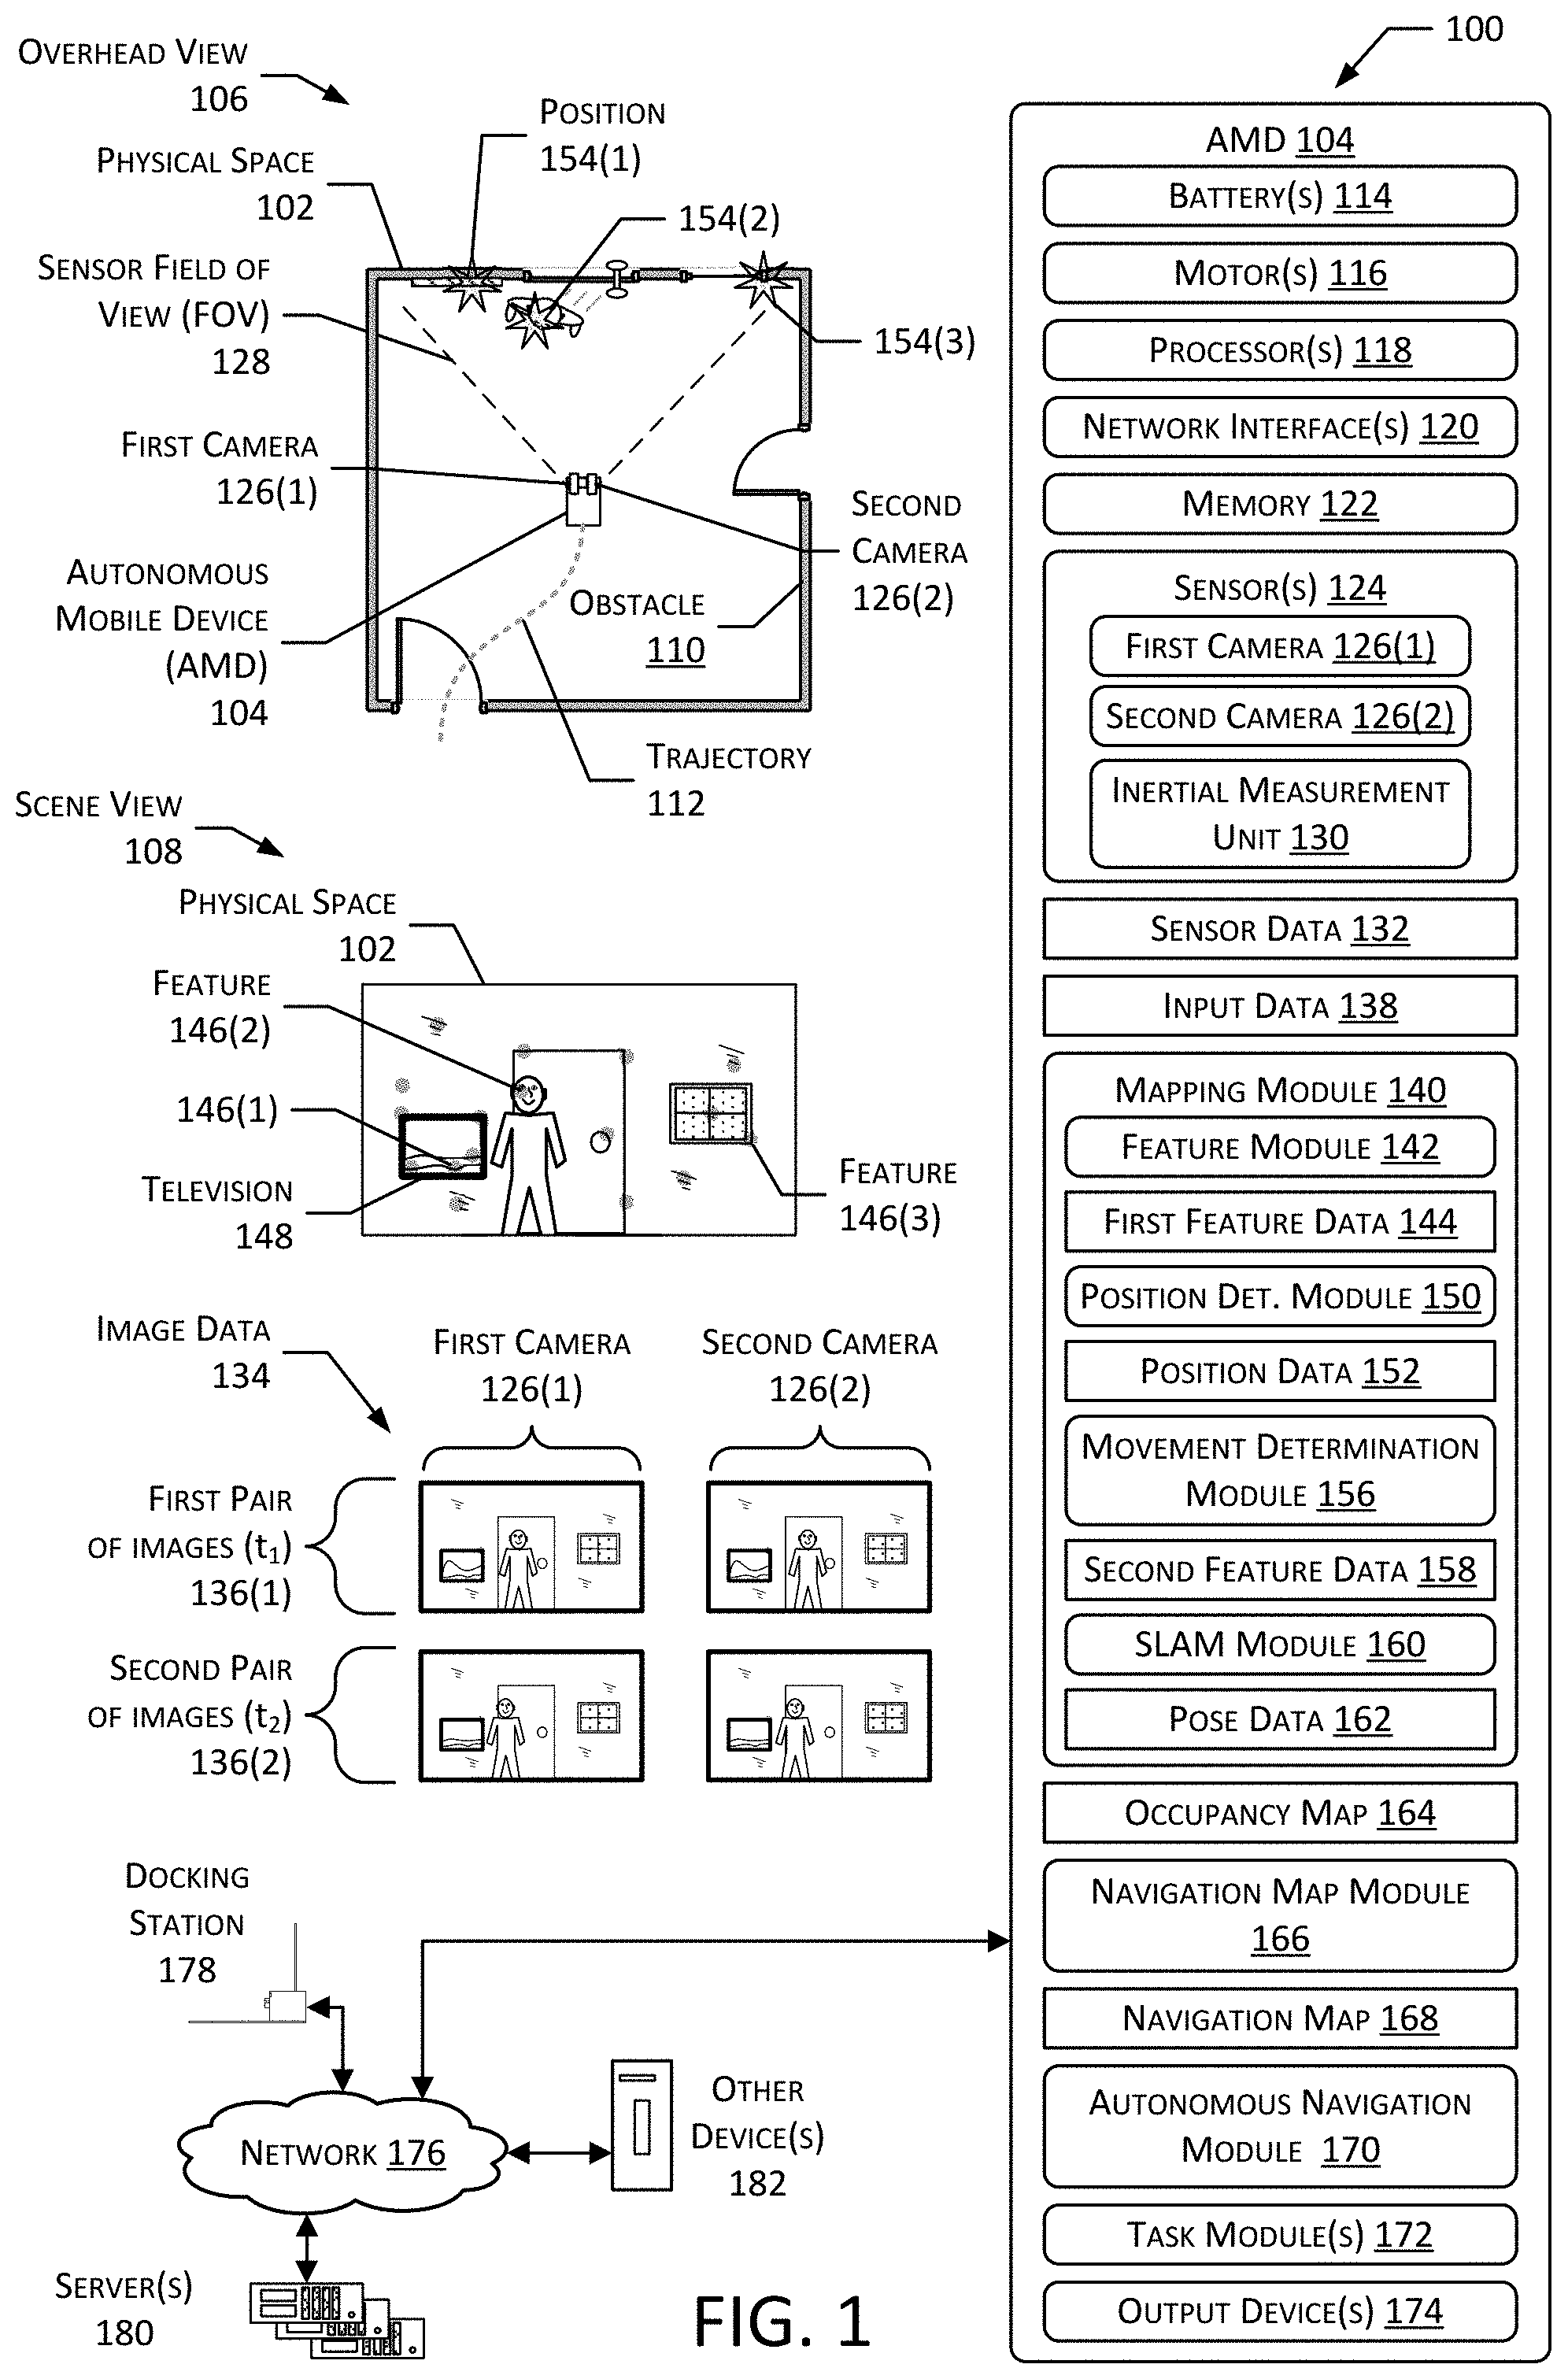 100
OVERHEAD VIEW
106
POSITION
154(1)
PHYSICAL SPACE
102
154(2)
SENSOR FIELD OF
VIEW (FOV)
128
154(3)
FIRST CAMERA
126(1)
SECOND
CAMERA
126(2)
AUTONOMOUS
MOBILE DEVICE
(AMD)
104
OBSTACLE
110
TRAJECTORY
112
SCENE VIEW
108
PHYSICAL SPACE
102
FEATURE
146(2)
146(1)
TELEVISION
148
FEATURE
146(3)
IMAGE DATA
134
FIRST CAMERA
126(1)
SECOND CAMERA
126(2)
FIRST PAIR
OF IMAGES (t1)
136(1)
SECOND PAIR
OF IMAGES (t2)
136(2)
DOCKING
STATION
178
NETWORK 176
OTHER
DEVICE(S)
182
SERVER(S)
180
AMD 104
BATTERY(S) 114
MOTOR(S) 116
PROCESSOR(S) 118
NETWORK INTERFACE(S) 120
MEMORY 122
SENSOR(S) 124
FIRST CAMERA 126(1)
SECOND CAMERA 126(2)
INERTIAL MEASUREMENT
UNIT 130
SENSOR DATA 132
INPUT DATA 138
MAPPING MODULE 140
FEATURE MODULE 142
FIRST FEATURE DATA 144
POSITION DET. MODULE 150
POSITION DATA 152
MOVEMENT DETERMINATION
MODULE 156
SECOND FEATURE DATA 158
SLAM MODULE 160
POSE DATA 162
OCCUPANCY MAP 164
NAVIGATION MAP MODULE
166
NAVIGATION MAP 168
AUTONOMOUS NAVIGATION
MODULE 170
TASK MODULE(S) 172
OUTPUT DEVICE(S) 174
FIG. 1